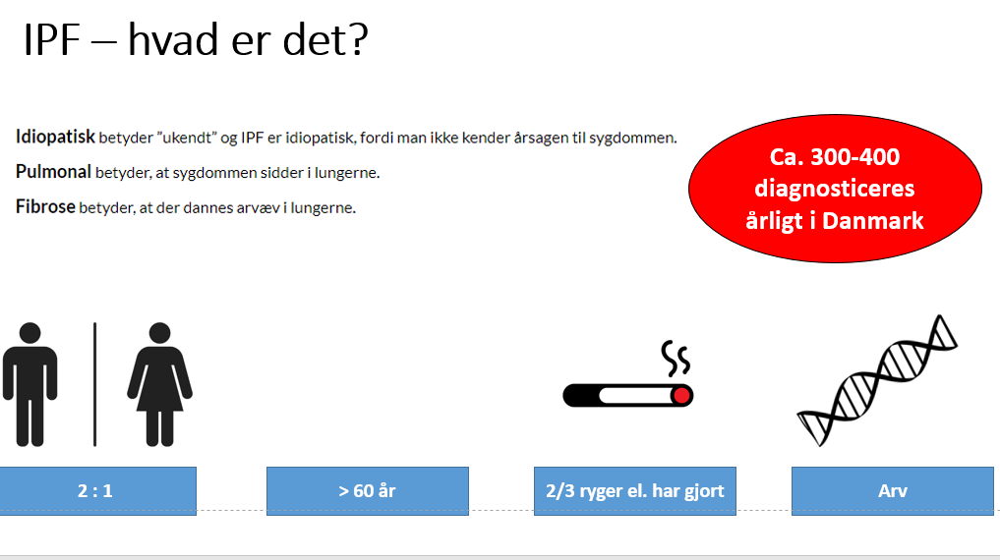 IPF – hvad er det?
Idiopatisk betyder ”ukendt” og IPF er idiopatisk, fordi man ikke kender årsagen til sygdommen.
Pulmonal betyder, at sygdommen sidder i lungerne.
Fibrose betyder, at der dannes arvæv i lungerne.
Ca. 300-400
diagnosticeres
årligt i Danmark
2 : 1
> 60 år
2/3 ryger el. har gjort
Arv